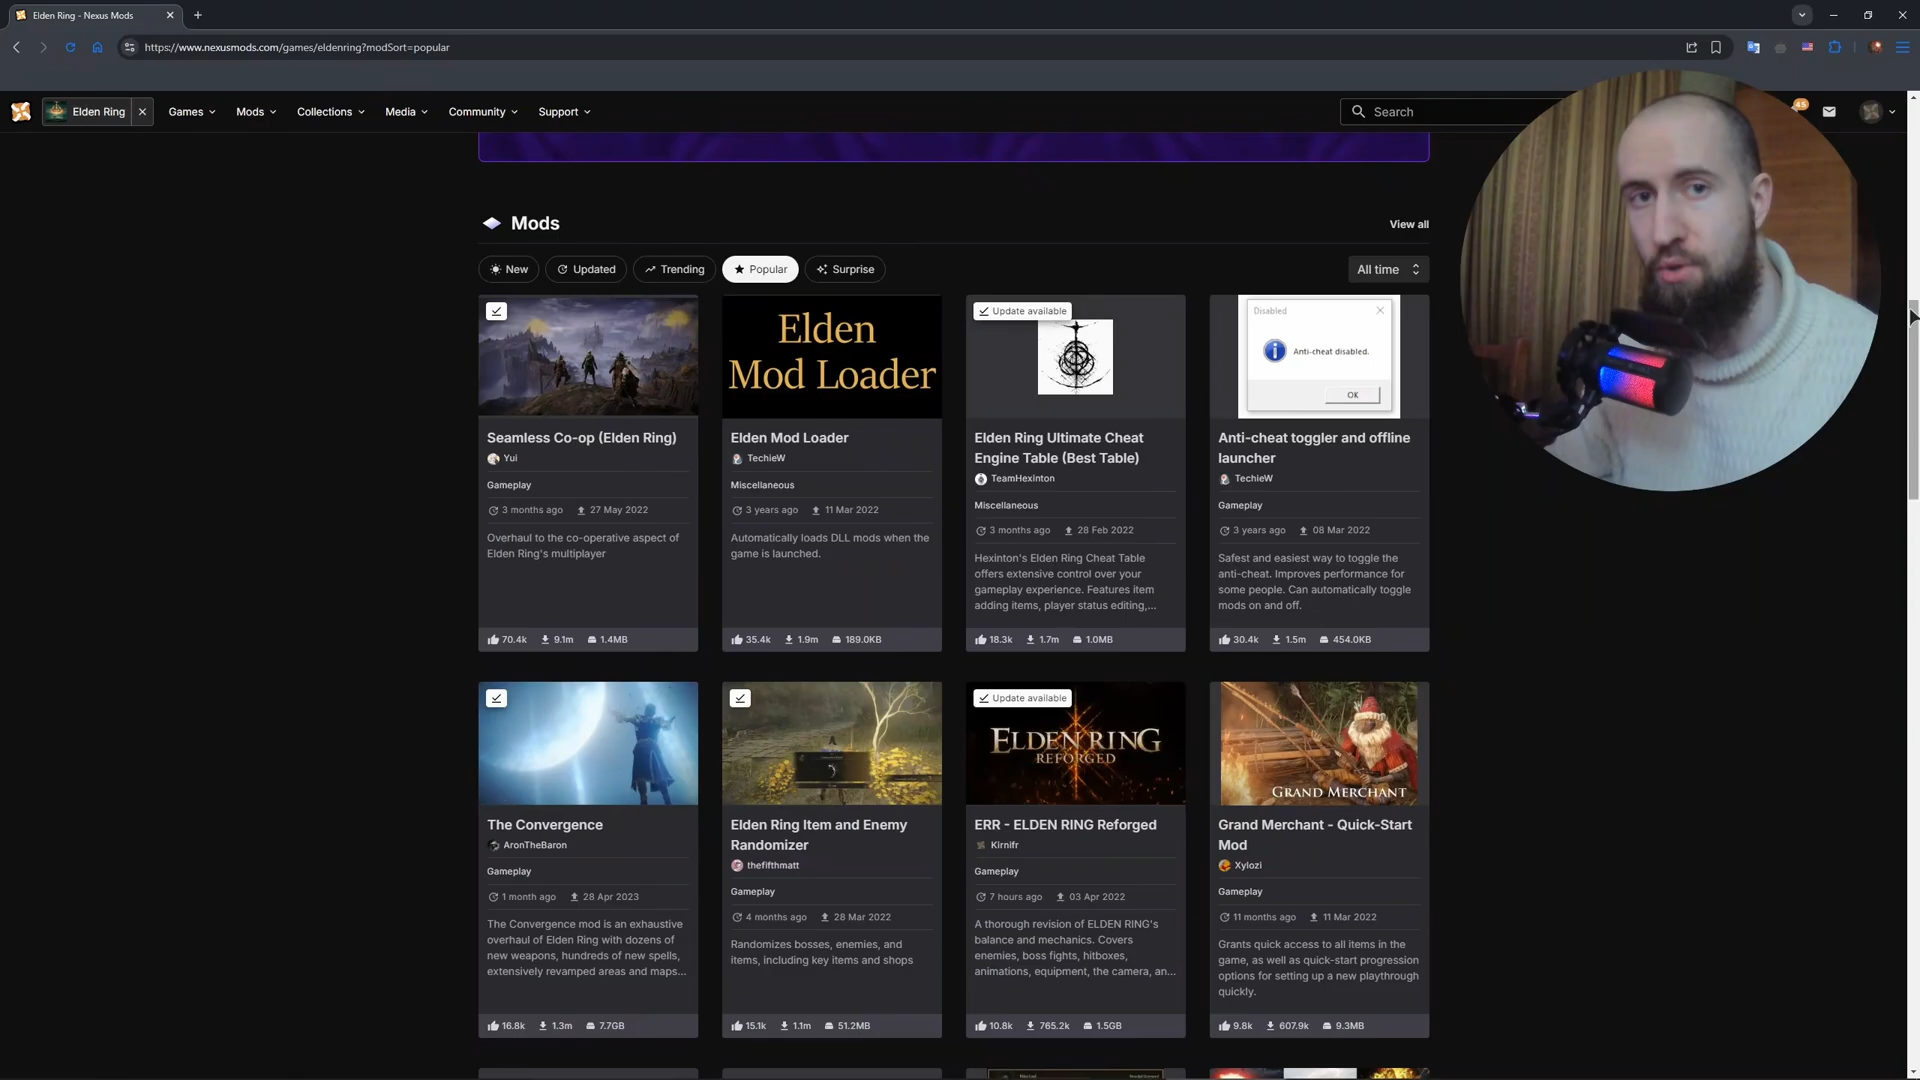 Elden Ring - Nexus Mods
https://www.nexusmods.com/games/eldenring?modSort=popular
Elden Ring
Games
Mods
Collections
Media
Community
Support
Search
45
Mods
View all
New
Updated
Trending
Popular
Surprise
All time
Elden
Mod Loader
Update available
Disabled
Anti-cheat disabled.
OK
Seamless Co-op (Elden Ring)
Yui
Gameplay
3 months ago
27 May 2022
Overhaul to the co-operative aspect of
Elden Ring's multiplayer
70.4k
9.1m
1.4MB
Elden Mod Loader
TechieW
Miscellaneous
3 years ago
11 Mar 2022
Automatically loads DLL mods when the
game is launched.
35.4k
1.9m
189.0KB
Elden Ring Ultimate Cheat
Engine Table (Best Table)
TeamHexinton
Miscellaneous
3 months ago
28 Feb 2022
Hexinton's Elden Ring Cheat Table
offers extensive control over your
gameplay experience. Features item
adding items, player status editing,...
18.3k
1.7m
1.0MB
Anti-cheat toggler and offline
launcher
TechieW
Gameplay
3 years ago
08 Mar 2022
Safest and easiest way to toggle the
anti-cheat. Improves performance for
some people. Can automatically toggle
mods on and off.
30.4k
1.5m
454.0KB
Update available
ELDEN RING
REFORGED
GRAND MERCHANT
The Convergence
AronTheBaron
Gameplay
1 month ago
28 Apr 2023
The Convergence mod is an exhaustive
overhaul of Elden Ring with dozens of
new weapons, hundreds of new spells,
extensively revamped areas and maps...
16.8k
1.3m
7.7GB
Elden Ring Item and Enemy
Randomizer
thefifthmatt
Gameplay
4 months ago
28 Mar 2022
Randomizes bosses, enemies, and
items, including key items and shops
15.1k
1.1m
51.2MB
ERR - ELDEN RING Reforged
Kirnifr
Gameplay
7 hours ago
03 Apr 2022
A thorough revision of ELDEN RING's
balance and mechanics. Covers
enemies, boss fights, hitboxes,
animations, equipment, the camera, an...
10.8k
765.2k
1.5GB
Grand Merchant - Quick-Start
Mod
Xylozi
Gameplay
11 months ago
11 Mar 2022
Grants quick access to all items in the
game, as well as quick-start progression
options for setting up a new playthrough
quickly.
9.8k
607.9k
9.3MB